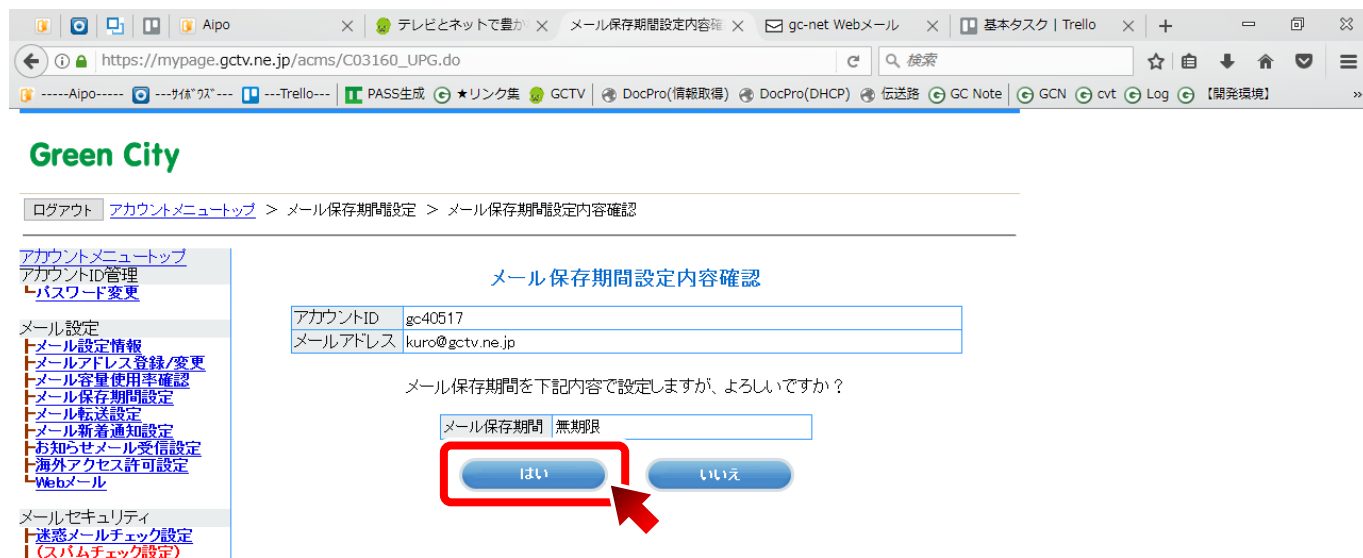 Aipo
テレビとネットで豊か
メール保存期間設定内容確
gc-net Webメール
基本タスク | Trello
https://mypage.gctv.ne.jp/acms/C03160_UPG.do
検索
-----Aipo----- ---ｻｲﾎﾞｳｽﾞ--- ---Trello--- PASS生成 ★リンク集 GCTV DocPro(情報取得) DocPro(DHCP) 伝送路 GC Note GCN cvt Log 【開発環境】 »
Green City
ログアウト アカウントメニュートップ > メール保存期間設定 > メール保存期間設定内容確認
アカウントメニュートップ
アカウントID管理
パスワード変更
メール設定
メール設定情報
メールアドレス登録/変更
メール容量使用率確認
メール保存期間設定
メール転送設定
メール新着通知設定
お知らせメール受信設定
海外アクセス許可設定
Webメール
メールセキュリティ
迷惑メールチェック設定
(スパムチェック設定)
メール保存期間設定内容確認
アカウントID gc40517
メールアドレス kuro@gctv.ne.jp
メール保存期間を下記内容で設定しますが、よろしいですか？
メール保存期間 無期限
はい いいえ